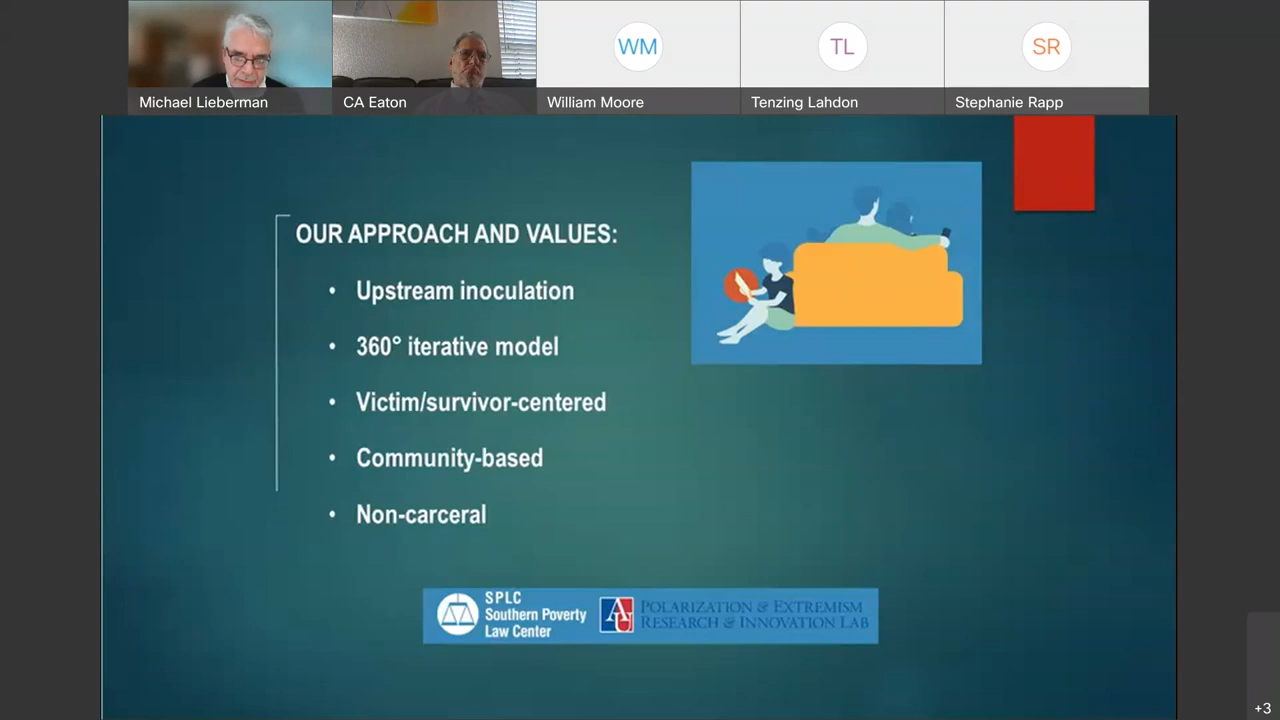 WM
TL
SR
Michael Lieberman
CA Eaton
William Moore
Tenzing Lahdon
Stephanie Rapp
OUR APPROACH AND VALUES:
• Upstream inoculation
• 360° iterative model
• Victim/survivor-centered
• Community-based
• Non-carceral
SPLC
Southern Poverty
Law Center
AU
POLARIZATION & EXTREMISM
RESEARCH & INNOVATION LAB
+3